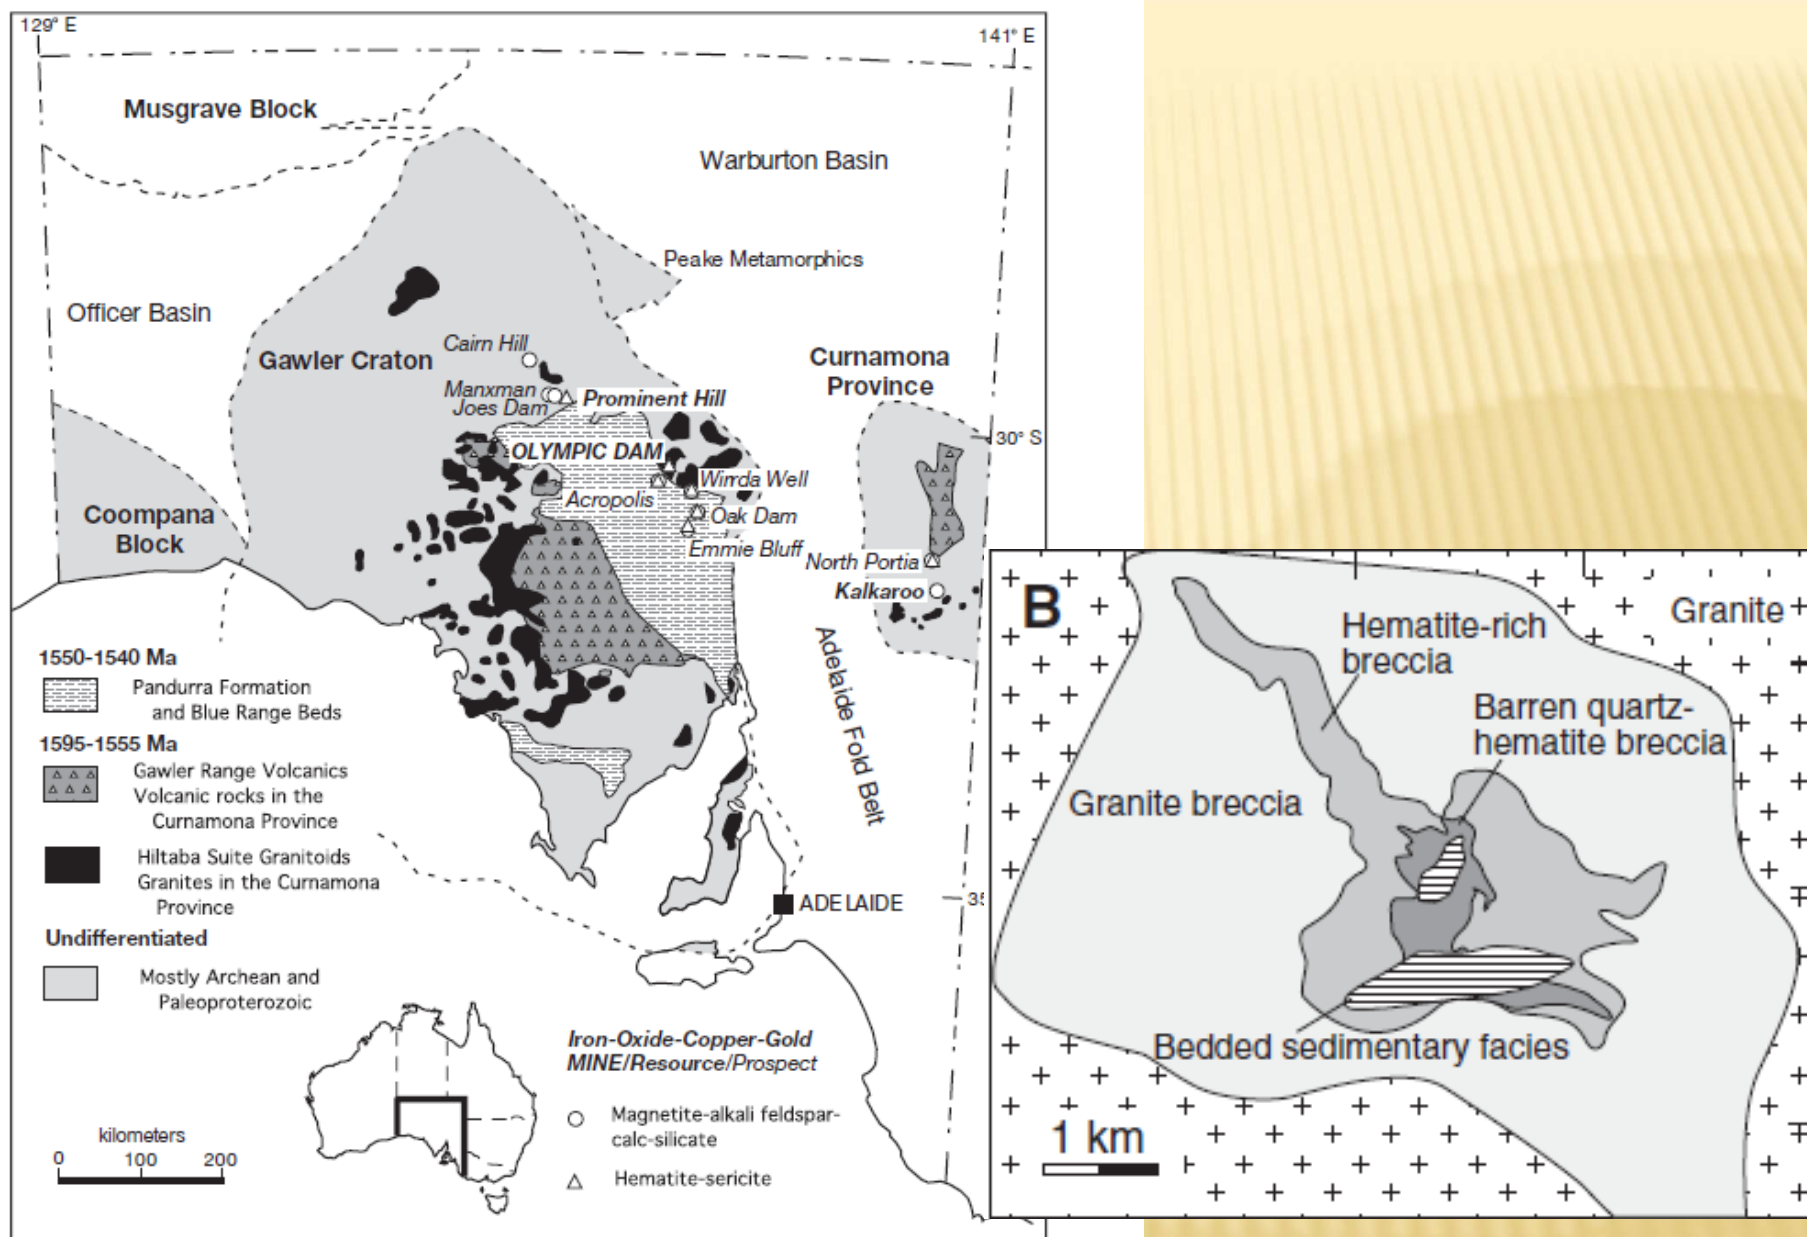 129° E
141° E
Musgrave Block
Warburton Basin
Peake Metamorphics
Officer Basin
Cairn Hill
Gawler Craton
Curnamona
Province
Manxman
Joes Dam
Prominent Hill
30° S
OLYMPIC DAM
Acropolis
Wirrda Well
Oak Dam
Emmie Bluff
Coompana
Block
North Portia
Kalkaroo
Adelaide Fold Belt
1550-1540 Ma
Pandurra Formation
and Blue Range Beds
1595-1555 Ma
Gawler Range Volcanics
Volcanic rocks in the
Curnamona Province
Hiltaba Suite Granitoids
Granites in the Curnamona
Province
Undifferentiated
Mostly Archean and
Paleoproterozoic
ADELAIDE
35
Iron-Oxide-Copper-Gold
MINE/Resource/Prospect
Magnetite-alkali feldspar-
calc-silicate
Hematite-sericite
kilometers
0 100 200
B
Granite
Hematite-rich
breccia
Barren quartz-
hematite breccia
Granite breccia
Bedded sedimentary facies
1 km